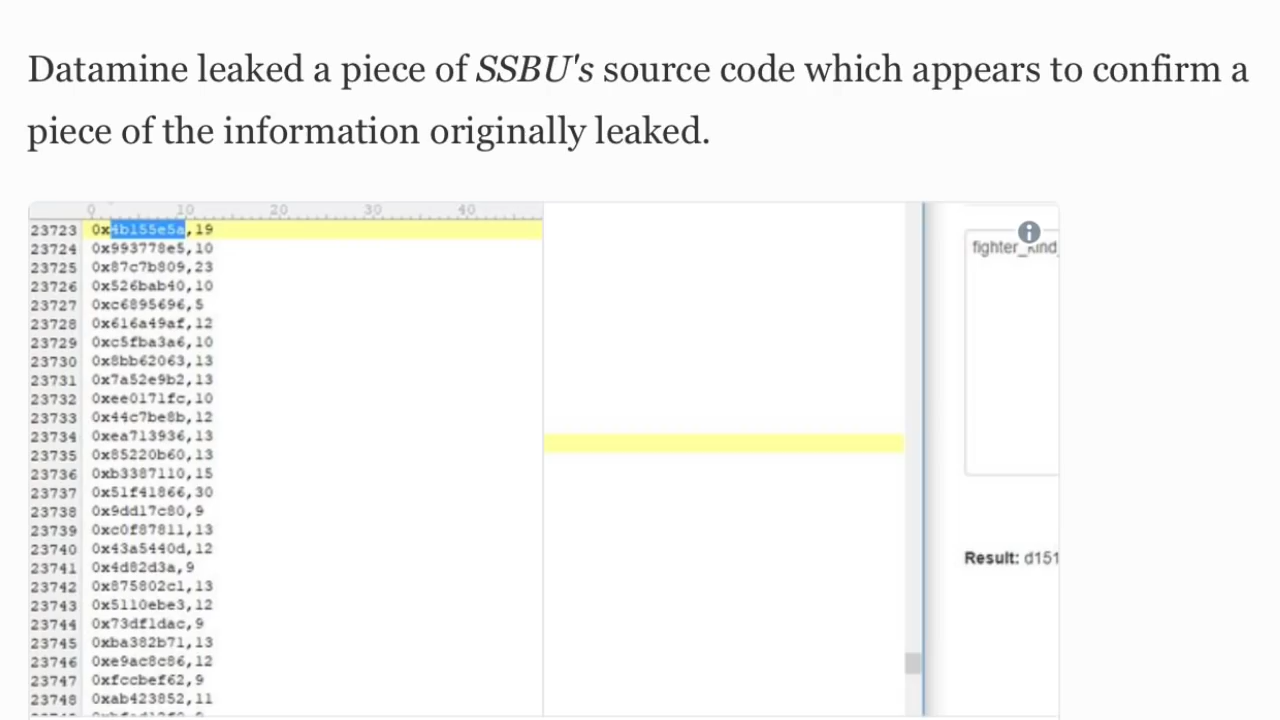 Datamine leaked a piece of SSBU's source code which appears to confirm a
piece of the information originally leaked.
0 10 20 30 40
23723 0x4b155e5a,19
23724 0x993778e5,10
23725 0x87c7b809,23
23726 0x526bab40,10
23727 0xc6895696,5
23728 0x616a49af,12
23729 0xc5fba3a6,10
23730 0x8bb62063,13
23731 0x7a52e9b2,13
23732 0xee0171fc,10
23733 0x44c7be8b,12
23734 0xea713936,13
23735 0x85220b60,13
23736 0xb3387110,15
23737 0x51f41866,30
23738 0x9dd17c80,9
23739 0xc0f87811,13
23740 0x43a5440d,12
23741 0x4d82d3a,9
23742 0x875802c1,13
23743 0x5110ebe3,12
23744 0x73df1dac,9
23745 0xba382b71,13
23746 0xe9ac8c86,12
23747 0xfccbef62,9
23748 0xab423852,11
fighter_kind_
Result: d151